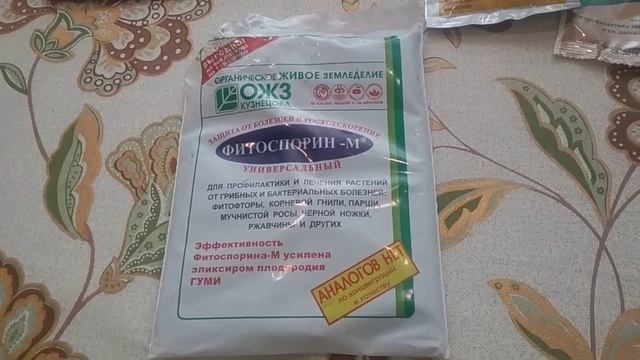 ОРГАНИЧЕСКОЕ ЖИВОЕ ЗЕМЛЕДЕЛИЕ
ОЖЗ
КУЗНЕЦОВА
ЗАЩИТА ОТ БОЛЕЗНЕЙ И РОСТОУСКОРЕНИЕ
ФИТОСПОРИН -М
УНИВЕРСАЛЬНЫЙ
ДЛЯ ПРОФИЛАКТИКИ И ЛЕЧЕНИЯ РАСТЕНИЙ
ОТ ГРИБНЫХ И БАКТЕРИАЛЬНЫХ БОЛЕЗНЕЙ:
ФИТОФТОРЫ, КОРНЕВОЙ ГНИЛИ, ПАРШИ,
МУЧНИСТОЙ РОСЫ, ЧЕРНОЙ НОЖКИ,
РЖАВЧИНЫ И ДРУГИХ
Эффективность
Фитоспорина-М усилена
эликсиром плодородия
ГУМИ
АНАЛОГОВ НЕТ
по концентрации
и качеству